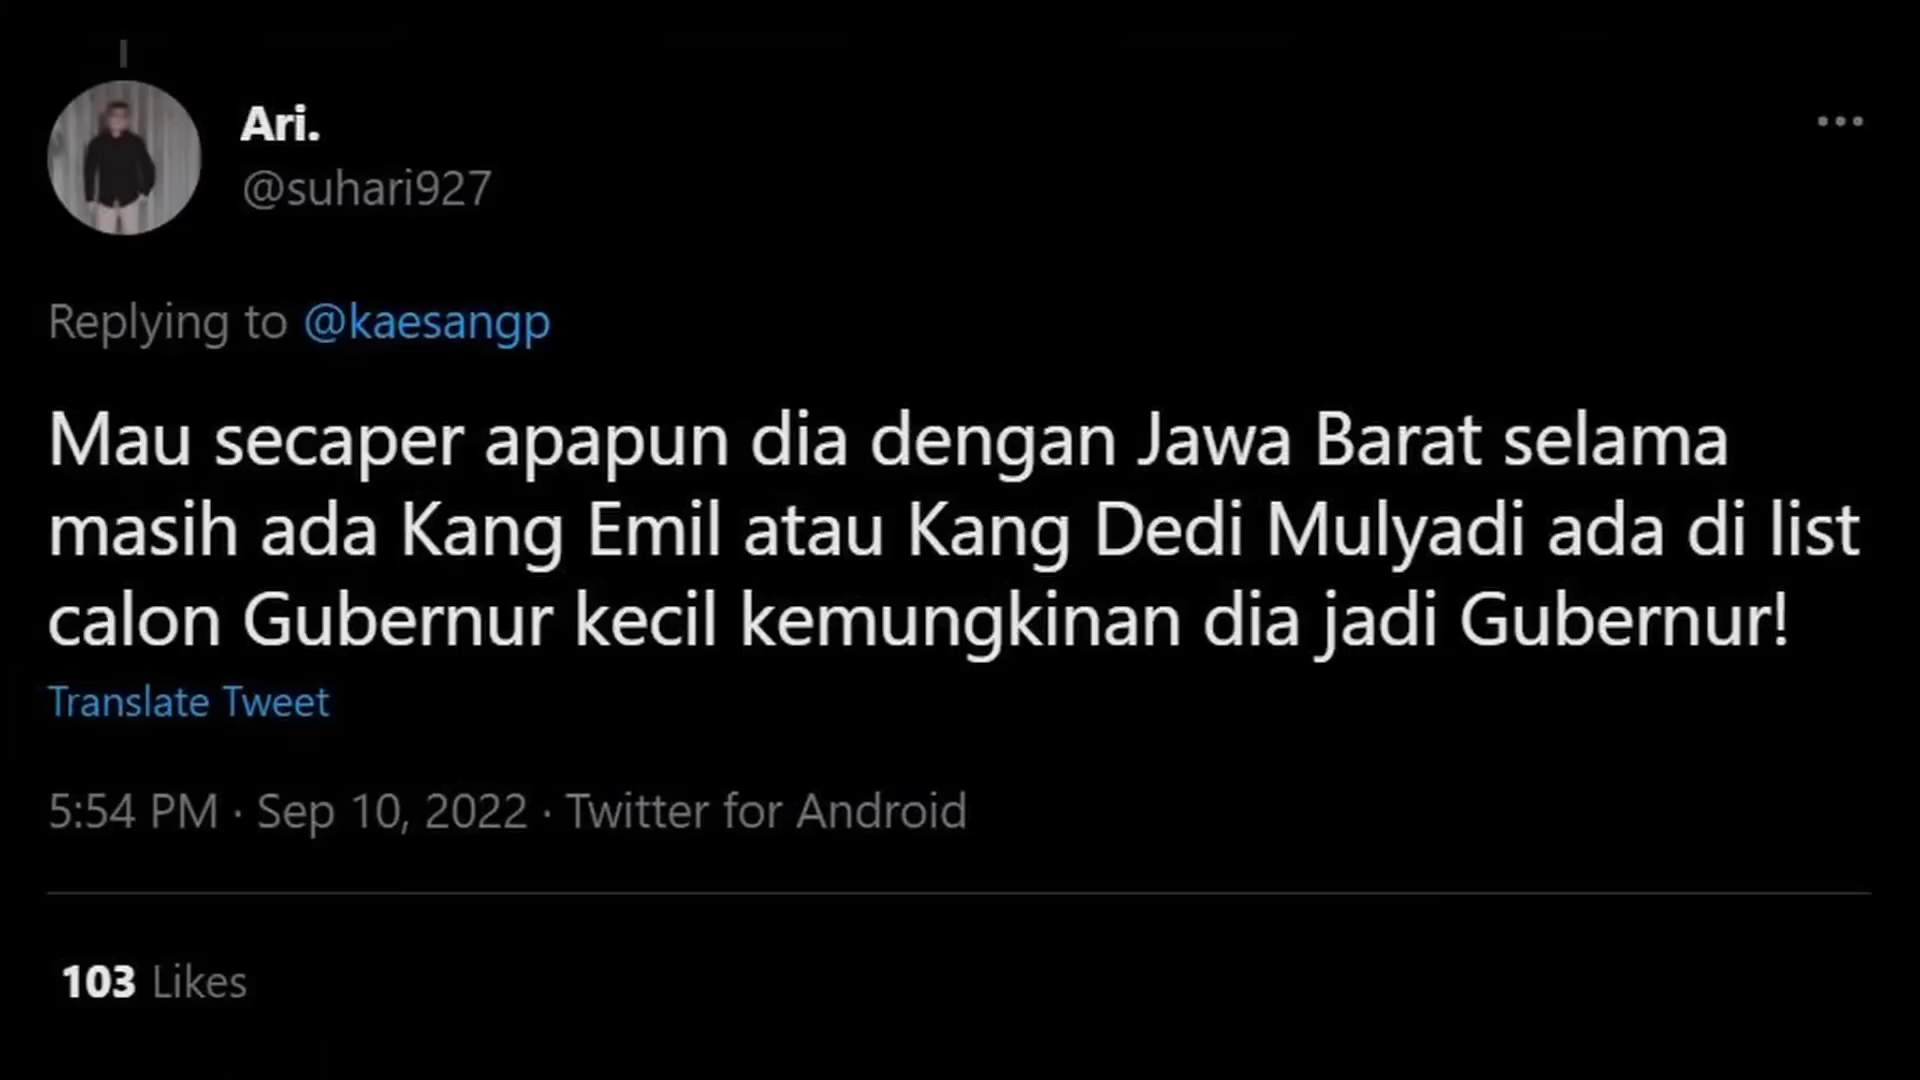 Ari.
@suhari927
Replying to @kaesangp
Mau secaper apapun dia dengan Jawa Barat selama
masih ada Kang Emil atau Kang Dedi Mulyadi ada di list
calon Gubernur kecil kemungkinan dia jadi Gubernur!
Translate Tweet
5:54 PM · Sep 10, 2022 · Twitter for Android
103 Likes